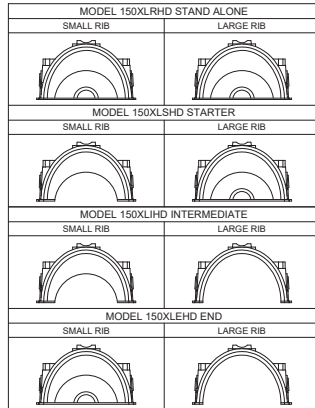 MODEL 150XLRHD STAND ALONE
SMALL RIB LARGE RIB
MODEL 150XLSHD STARTER
SMALL RIB LARGE RIB
MODEL 150XLIHD INTERMEDIATE
SMALL RIB LARGE RIB
MODEL 150XLEHD END
SMALL RIB LARGE RIB